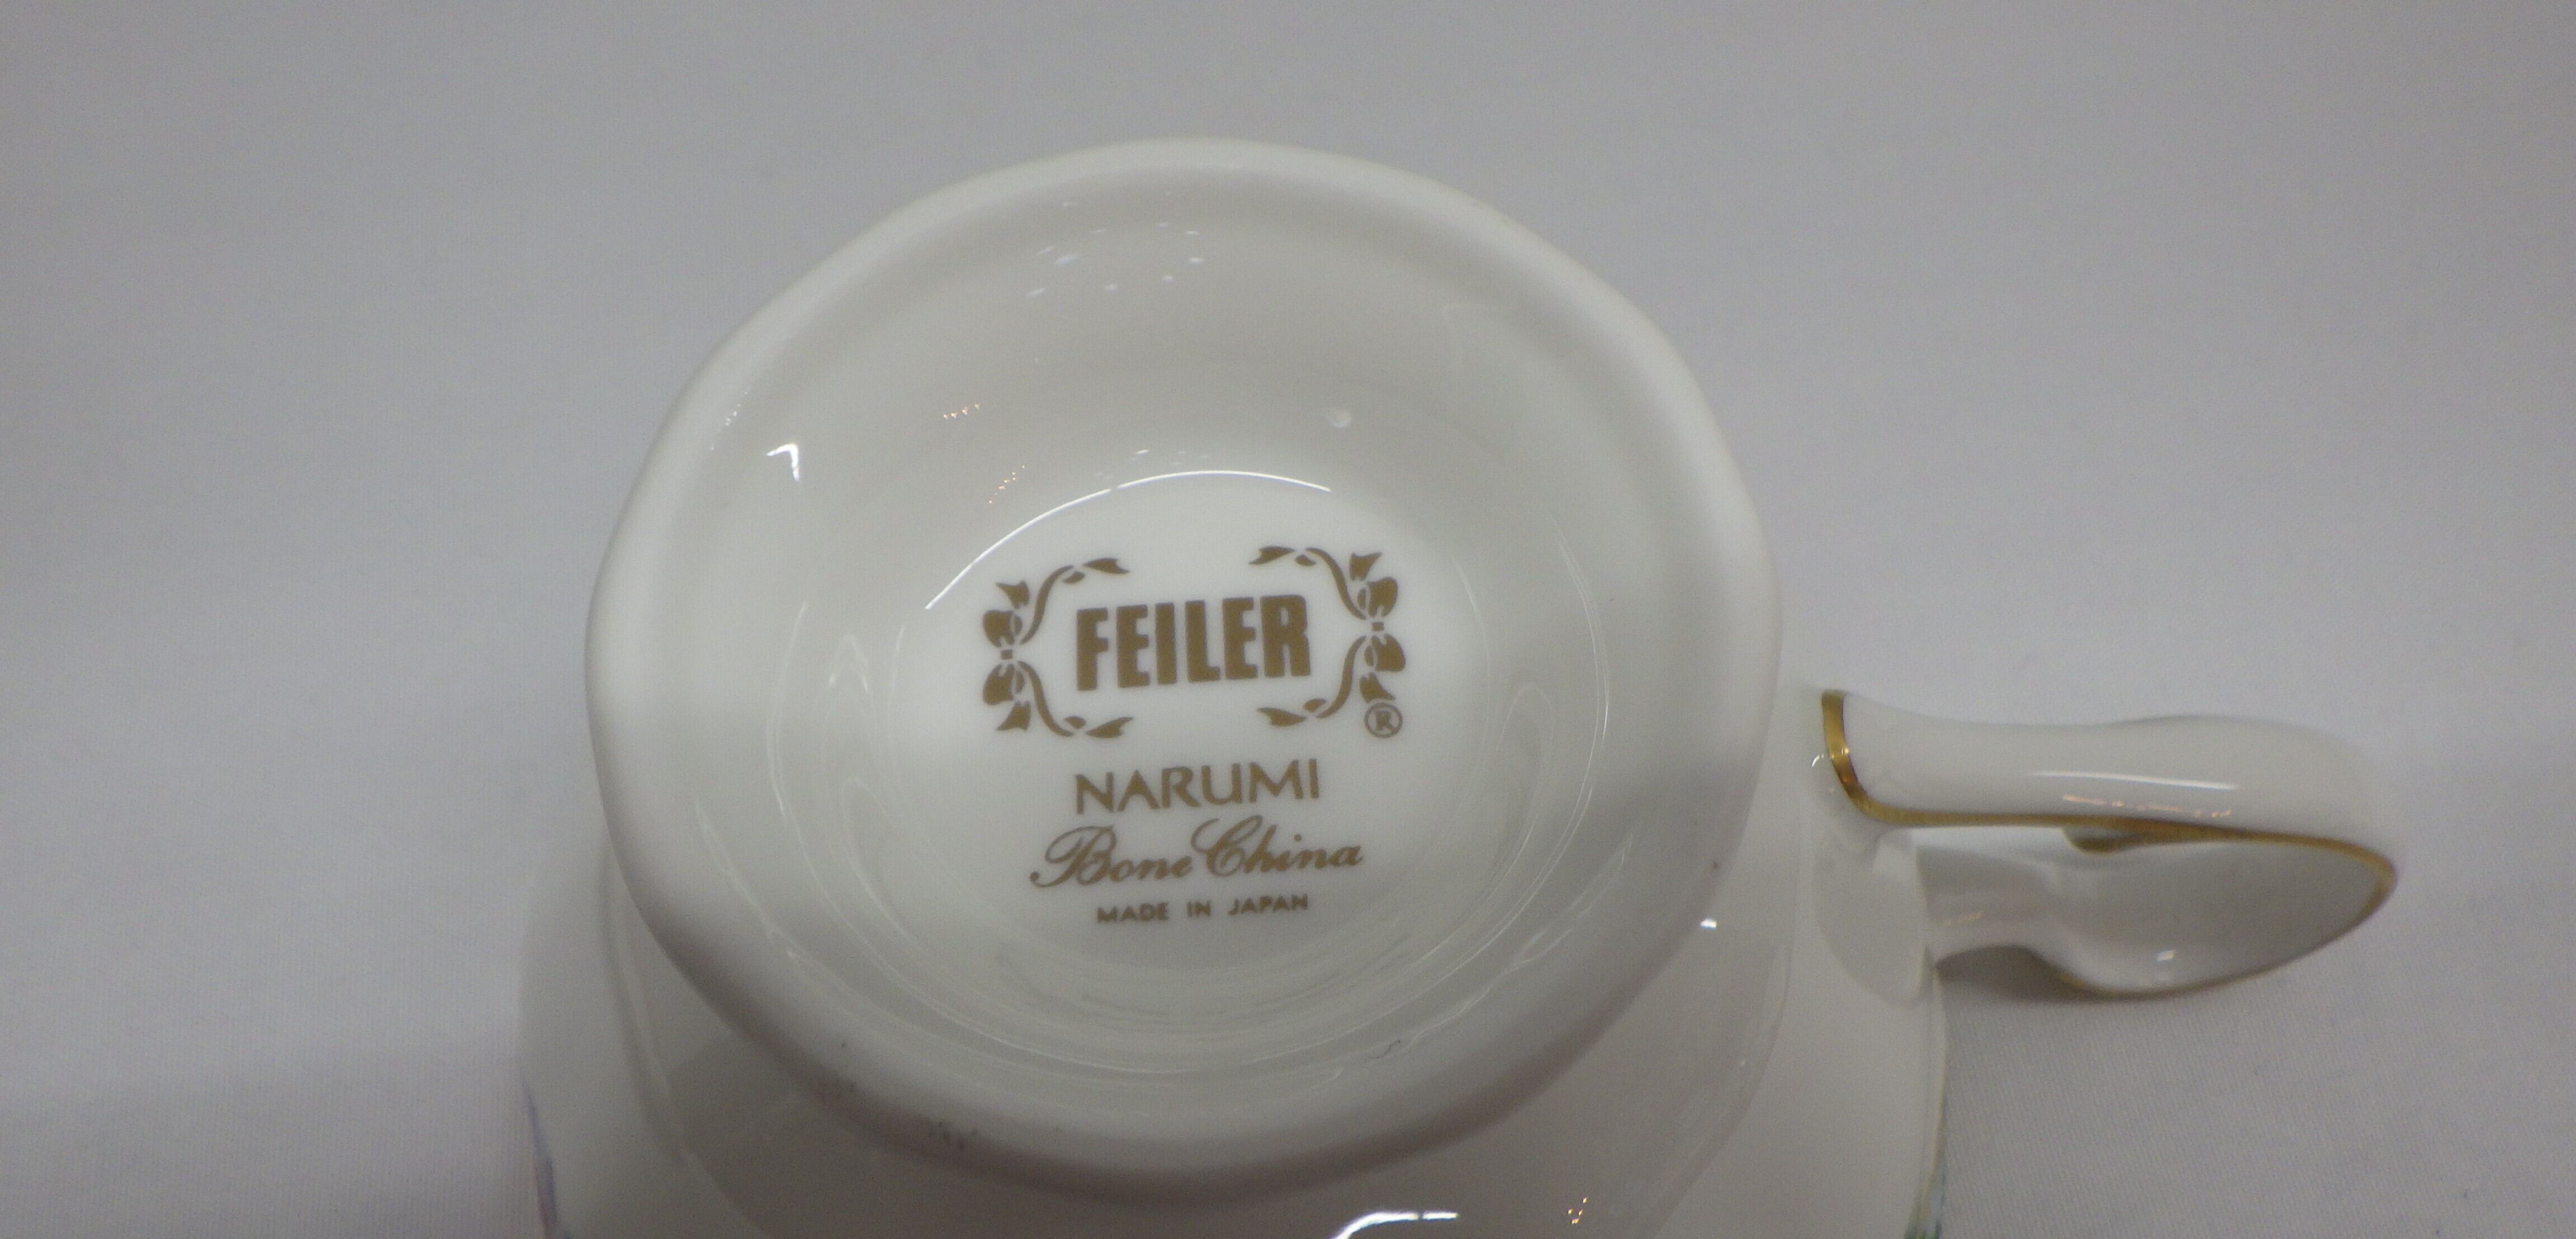 FEILER
®
NARUMI
Bone China
MADE IN JAPAN